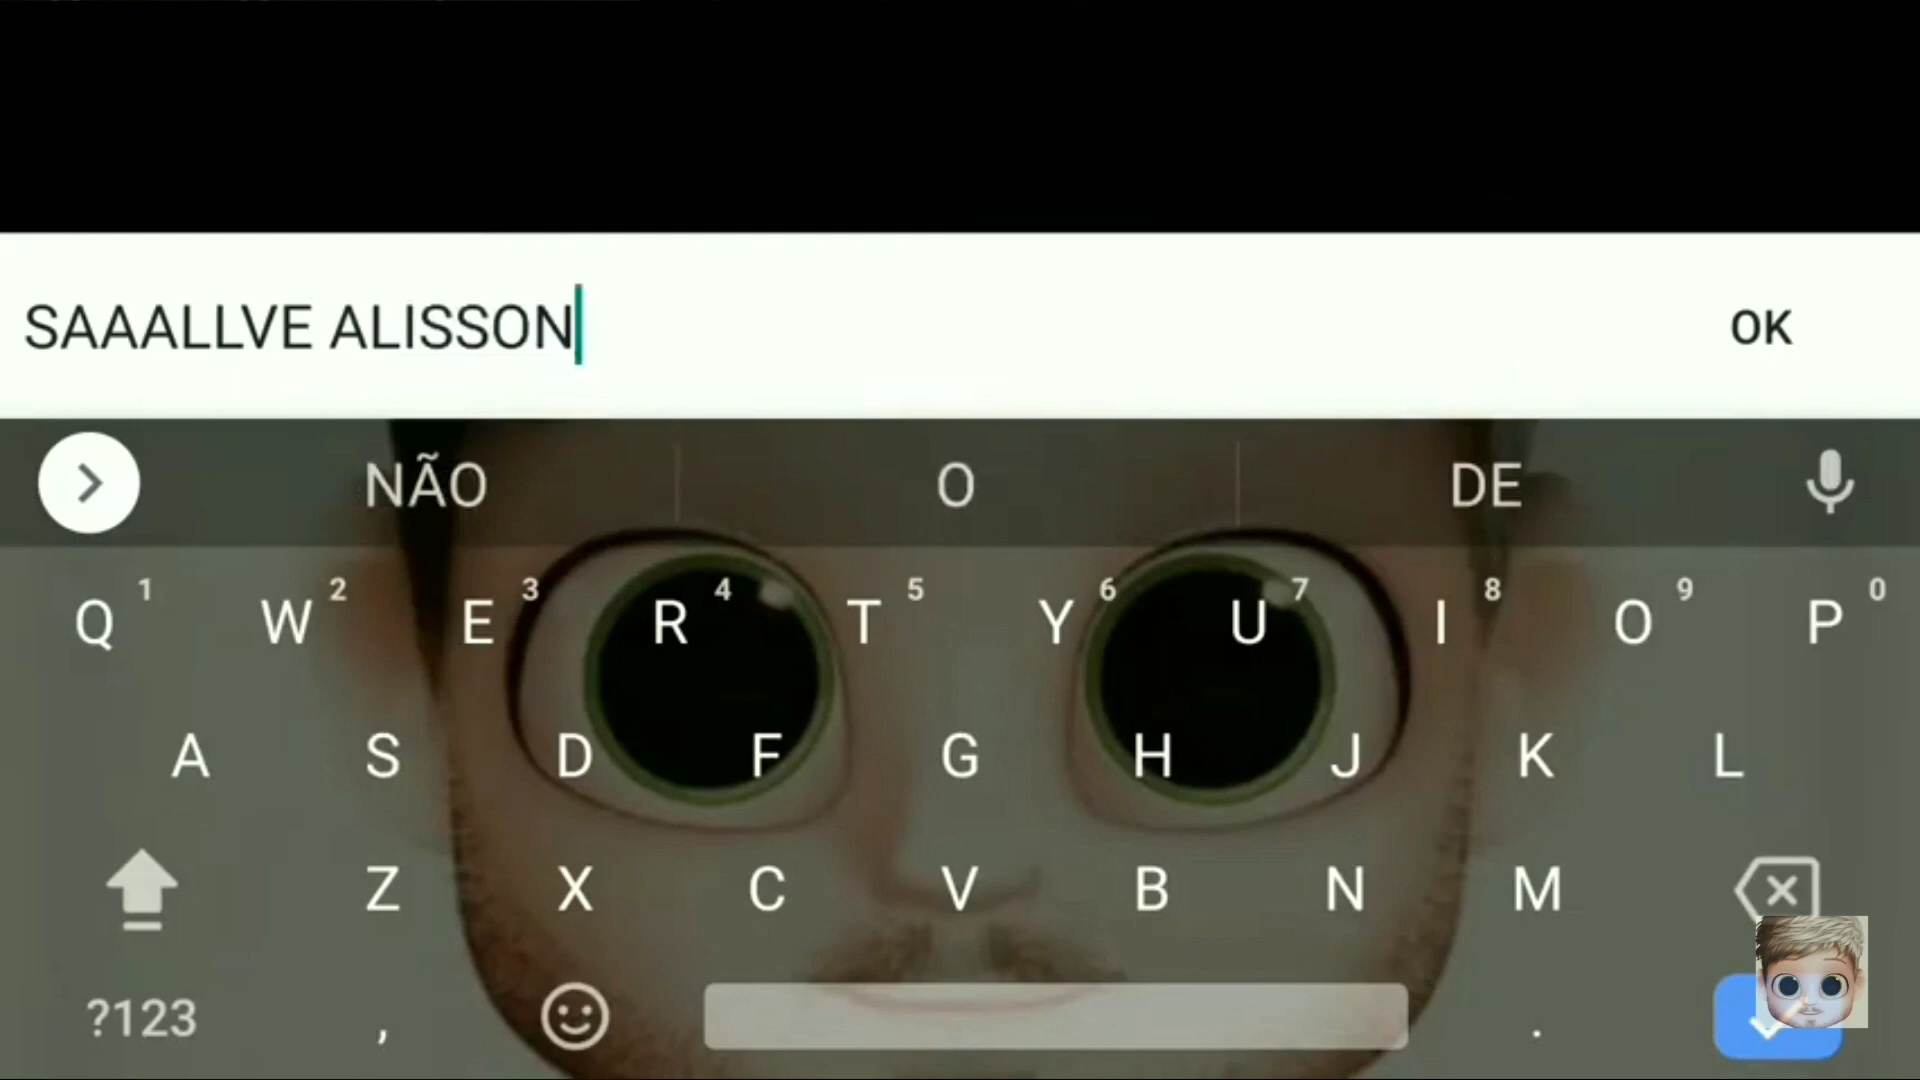 SAAALLVE ALISSON
OK
NÃO O DE
Q 1 W 2 E 3 R 4 T 5 Y 6 U 7 I 8 O 9 P 0
A S D F G H J K L
Z X C V B N M
?123 , .